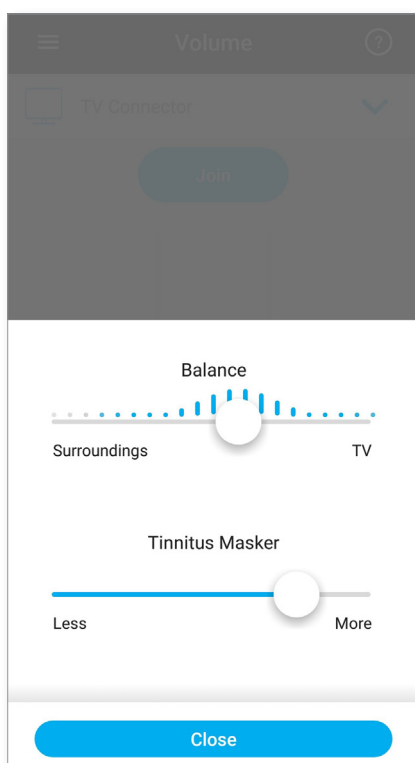 Volume
?
TV Connector
Join
Balance
Surroundings TV
Tinnitus Masker
Less More
Close